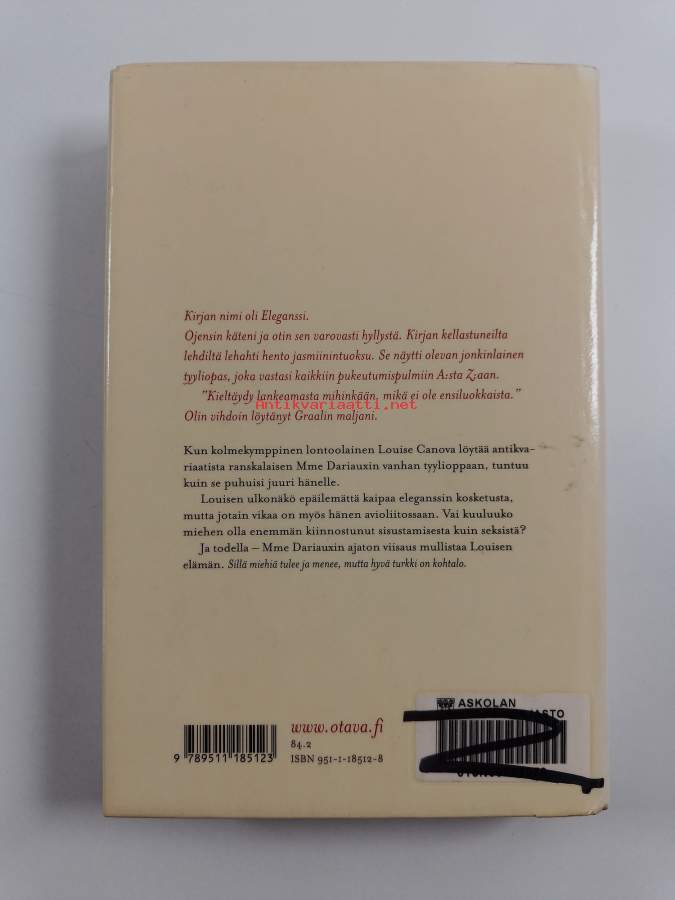 Kirjan nimi oli Eleganssi.
Ojensin käteni ja otin sen varovasti hyllystä. Kirjan kellastuneilta
lehdiltä lehahti hento jasmiinintuoksu. Se näytti olevan jonkinlainen
tyyliopas, joka vastasi kaikkiin pukeutumispulmiin A:sta Z:aan.
"Kieltäydy lankeamasta mihinkään, mikä ei ole ensiluokkaista."
Antikvariaatti.net
Olin vihdoin löytänyt Graalin maljani.
Kun kolmekymppinen lontoolainen Louise Canova löytää antikva-
riaatista ranskalaisen Mme Dariauxin vanhan tyylioppaan, tuntuu
kuin se puhuisi juuri hänelle.
Louisen ulkonäkö epäilemättä kaipaa eleganssin kosketusta,
mutta jotain vikaa on myös hänen avioliitossaan. Vai kuuluuko
miehen olla enemmän kiinnostunut sisustamisesta kuin seksistä?
Ja todella – Mme Dariauxin ajaton viisaus mullistaa Louisen
elämän. Sillä miehiä tulee ja menee, mutta hyvä turkki on kohtalo.
www.otava.fi
84.2
ISBN 951-1-18512-8
9 789511 185123
ASKOLAN